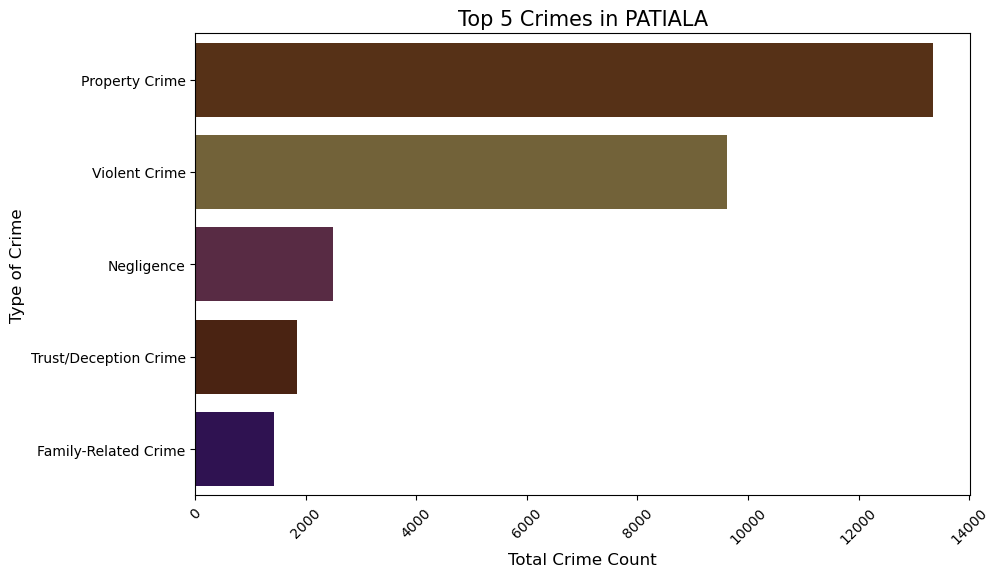 Top 5 Crimes in PATIALA
Type of Crime
Property Crime
Violent Crime
Negligence
Trust/Deception Crime
Family-Related Crime
0
2000
4000
6000
8000
10000
12000
14000
Total Crime Count